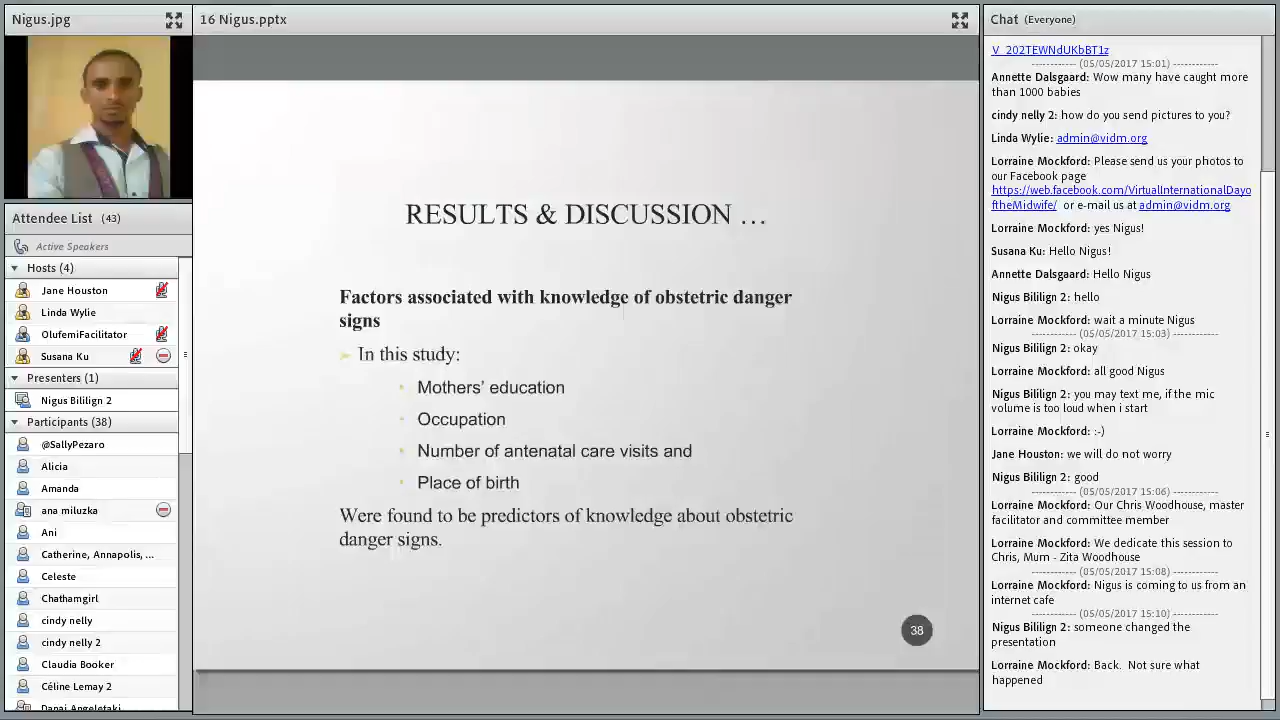 Nigus.jpg
Attendee List (43)
Active Speakers
Hosts (4)
Jane Houston
Linda Wylie
OlufemiFacilitator
Susana Ku
Presenters (1)
Nigus Bililign 2
Participants (38)
@SallyPezaro
Alicia
Amanda
ana miluzka
Ani
Catherine, Annapolis, ...
Celeste
Chathamgirl
cindy nelly
cindy nelly 2
Claudia Booker
Céline Lemay 2
Danai Angeletaki
16 Nigus.pptx
RESULTS & DISCUSSION …
Factors associated with knowledge of obstetric danger
signs
In this study:
Mothers’ education
Occupation
Number of antenatal care visits and
Place of birth
Were found to be predictors of knowledge about obstetric
danger signs.
38
Chat (Everyone)
V_202TEWNdUKbBT1z
------------ (05/05/2017 15:01) ------------
Annette Dalsgaard: Wow many have caught more
than 1000 babies
cindy nelly 2: how do you send pictures to you?
Linda Wylie: admin@vidm.org
Lorraine Mockford: Please send us your photos to
our Facebook page
https://web.facebook.com/VirtualInternationalDayo
ftheMidwife/ or e-mail us at admin@vidm.org
Lorraine Mockford: yes Nigus!
Susana Ku: Hello Nigus!
Annette Dalsgaard: Hello Nigus
Nigus Bililign 2: hello
Lorraine Mockford: wait a minute Nigus
------------ (05/05/2017 15:03) ------------
Nigus Bililign 2: okay
Lorraine Mockford: all good Nigus
Nigus Bililign 2: you may text me, if the mic
volume is too loud when i start
Lorraine Mockford: :-)
Jane Houston: we will do not worry
Nigus Bililign 2: good
------------ (05/05/2017 15:06) ------------
Lorraine Mockford: Our Chris Woodhouse, master
facilitator and committee member
Lorraine Mockford: We dedicate this session to
Chris, Mum - Zita Woodhouse
------------ (05/05/2017 15:08) ------------
Lorraine Mockford: Nigus is coming to us from an
internet cafe
------------ (05/05/2017 15:10) ------------
Nigus Bililign 2: someone changed the
presentation
Lorraine Mockford: Back.  Not sure what
happened